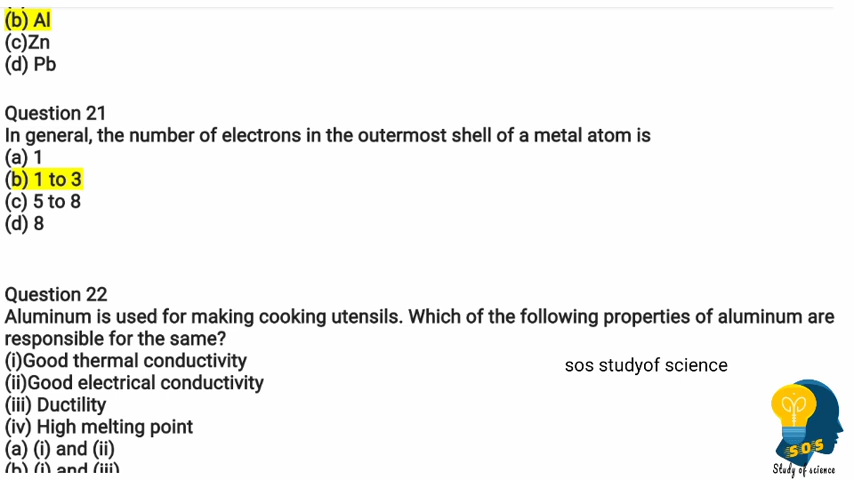 (b) Al
(c)Zn
(d) Pb
Question 21
In general, the number of electrons in the outermost shell of a metal atom is
(a) 1
(b) 1 to 3
(c) 5 to 8
(d) 8
Question 22
Aluminum is used for making cooking utensils. Which of the following properties of aluminum are
responsible for the same?
(i)Good thermal conductivity
(ii)Good electrical conductivity
(iii) Ductility
(iv) High melting point
(a) (i) and (ii)
(b) (i) and (iii)
sos studyof science
SOS
Study of science